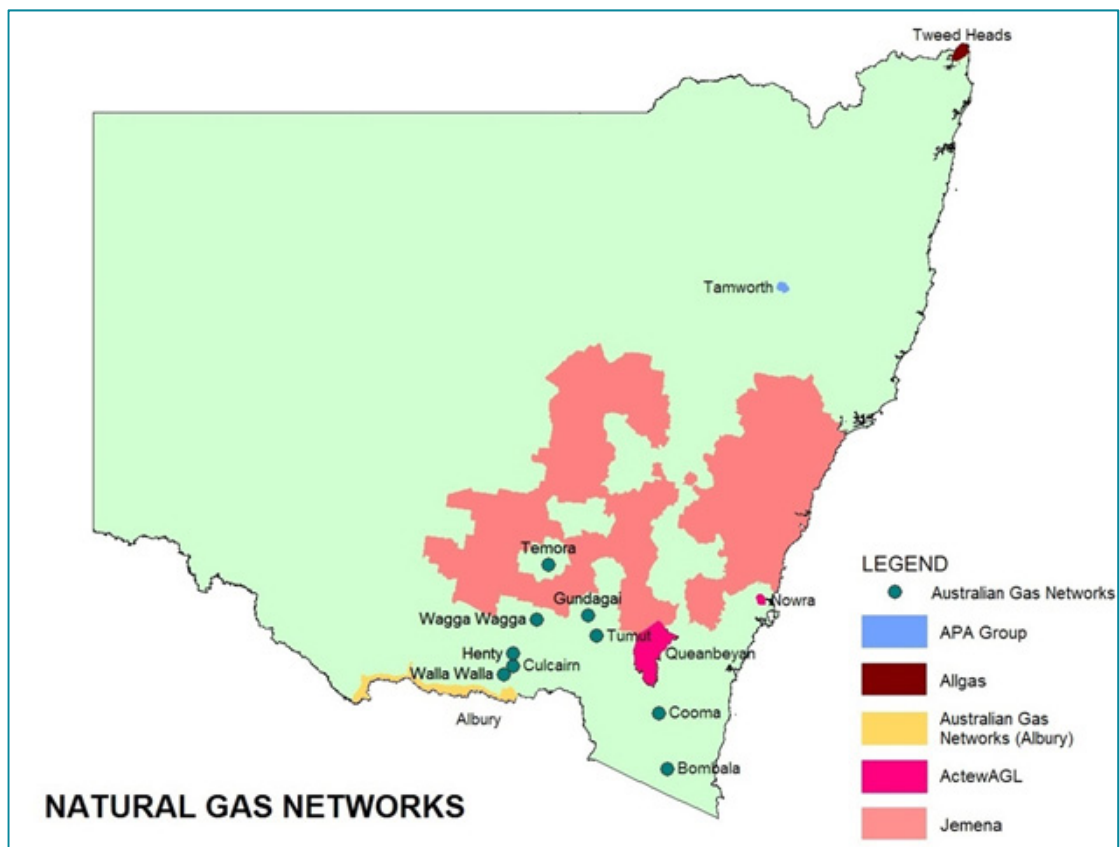 Tweed Heads
Tamworth
Temora
Gundagai
Wagga Wagga
Tumut
Henty
Culcairn
Walla Walla
Queanbeyan
Nowra
Albury
Cooma
Bombala
NATURAL GAS NETWORKS
LEGEND
Australian Gas Networks
APA Group
Allgas
Australian Gas
Networks (Albury)
ActewAGL
Jemena